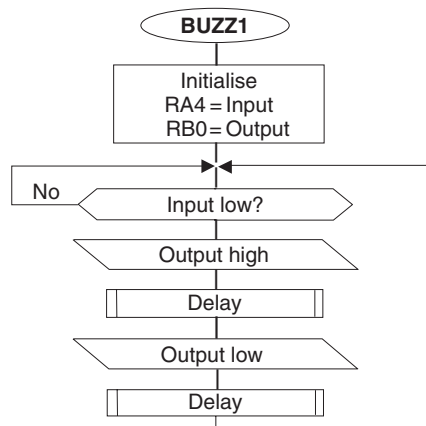 BUZZ1
Initialise
RA4 = Input
RB0 = Output
No
Input low?
Output high
Delay
Output low
Delay